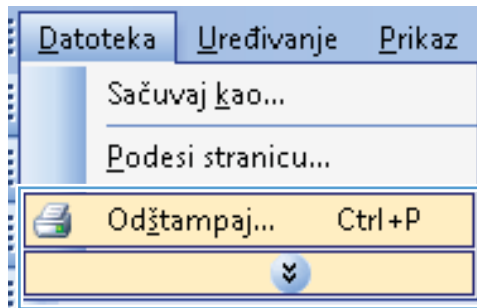 Datoteka Uređivanje Prikaz
Sačuvaj kao...
Podesi stranicu...
Odštampaj... Ctrl+P